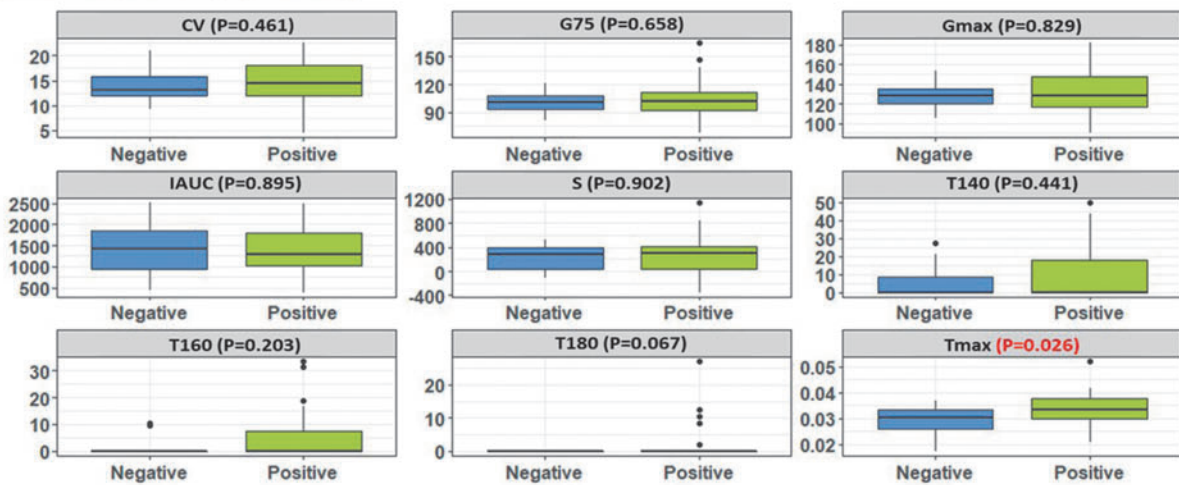 CV (P=0.461)
20
15
10
5
Negative Positive
G75 (P=0.658)
150
120
90
Negative Positive
Gmax (P=0.829)
180
160
140
120
100
Negative Positive
IAUC (P=0.895)
2500
2000
1500
1000
500
Negative Positive
S (P=0.902)
1200
800
400
0
-400
Negative Positive
T140 (P=0.441)
50
40
30
20
10
0
Negative Positive
T160 (P=0.203)
30
20
10
0
Negative Positive
T180 (P=0.067)
20
10
0
Negative Positive
Tmax (P=0.026)
0.05
0.04
0.03
0.02
Negative Positive